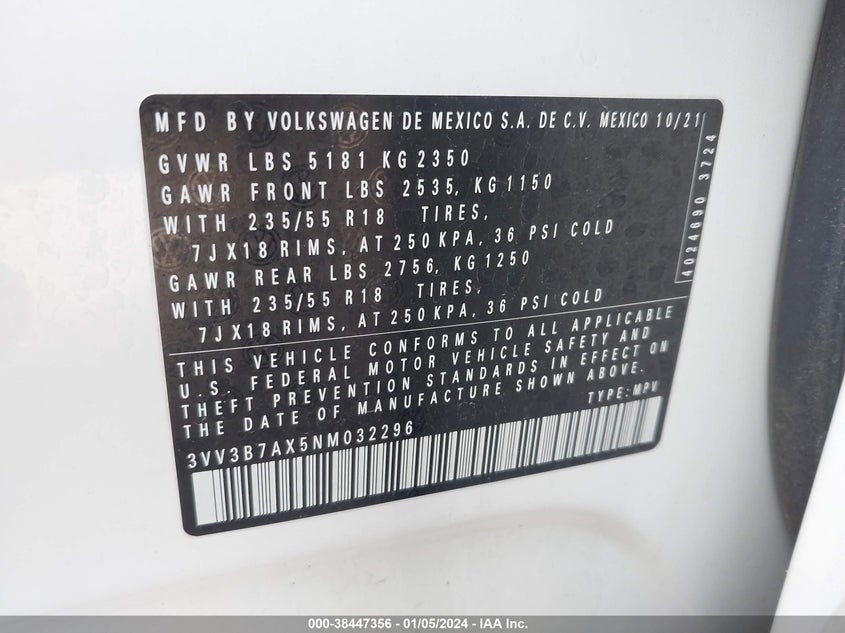 MFD BY VOLKSWAGEN DE MEXICO S.A. DE C.V. MEXICO 10/21
GVWR LBS 5181 KG 2350
GAWR FRONT LBS 2535, KG 1150
WITH 235/55 R18 TIRES,
7JX18 RIMS, AT 250 KPA, 36 PSI COLD
GAWR REAR LBS 2756, KG 1250
WITH 235/55 R18 TIRES,
7JX18 RIMS, AT 250 KPA, 36 PSI COLD
4024690 3724
THIS VEHICLE CONFORMS TO ALL APPLICABLE
U.S. FEDERAL MOTOR VEHICLE SAFETY AND
THEFT PREVENTION STANDARDS IN EFFECT ON
THE DATE OF MANUFACTURE SHOWN ABOVE.
3VV3B7AX5NM032296 TYPE:MPV
000-38447356 — 01/05/2024 — IAA Inc.